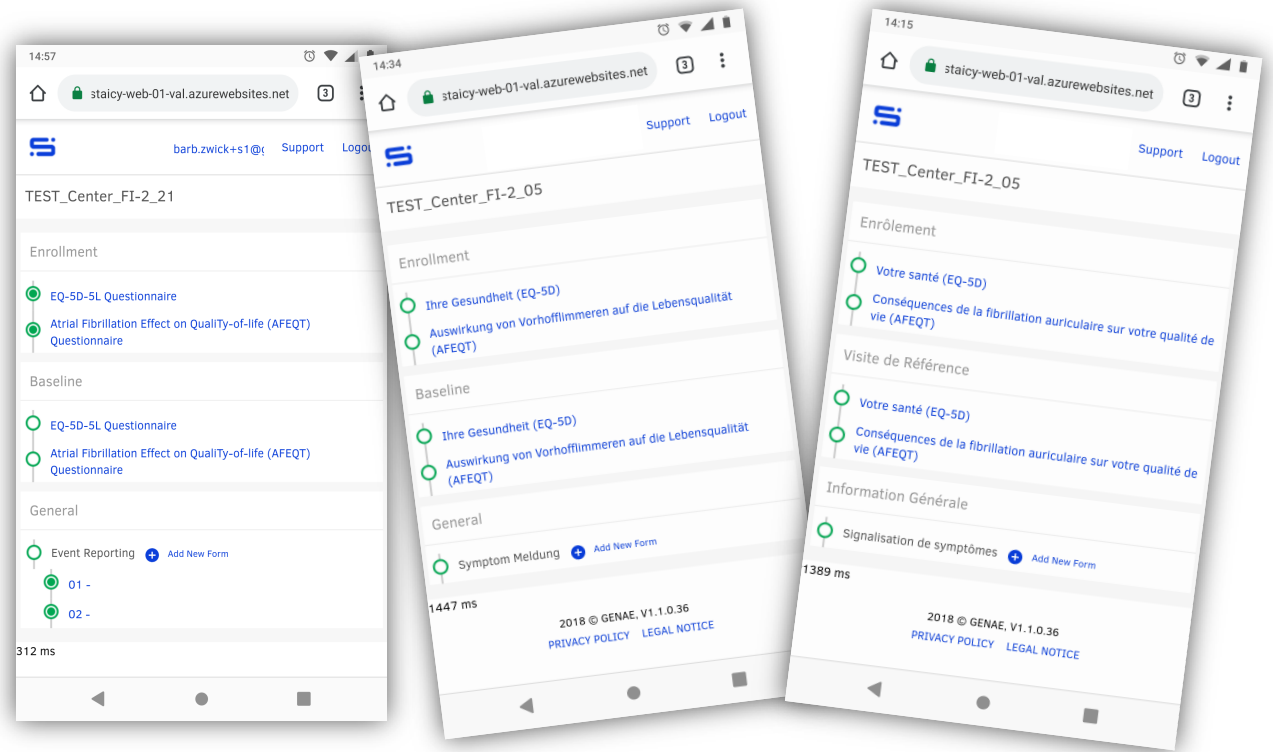 14:57
staicy-web-01-val.azurewebsites.net
3
barb.zwick+s1@g
Support
Logou
TEST_Center_FI-2_21
Enrollment
EQ-5D-5L Questionnaire
Atrial Fibrillation Effect on QualiTy-of-life (AFEQT)
Questionnaire
Baseline
EQ-5D-5L Questionnaire
Atrial Fibrillation Effect on QualiTy-of-life (AFEQT)
Questionnaire
General
Event Reporting
Add New Form
01 -
02 -
312 ms
14:34
staicy-web-01-val.azurewebsites.net
3
Support
Logout
TEST_Center_FI-2_05
Enrollment
Ihre Gesundheit (EQ-5D)
Auswirkung von Vorhofflimmeren auf die Lebensqualität
(AFEQT)
Baseline
Ihre Gesundheit (EQ-5D)
Auswirkung von Vorhofflimmeren auf die Lebensqualität
(AFEQT)
General
Symptom Meldung
Add New Form
1447 ms
2018 © GENAE, V1.1.0.36
PRIVACY POLICY LEGAL NOTICE
14:15
staicy-web-01-val.azurewebsites.net
3
Support
Logout
TEST_Center_FI-2_05
Enrôlement
Votre santé (EQ-5D)
Conséquences de la fibrillation auriculaire sur votre qualité de
vie (AFEQT)
Visite de Référence
Votre santé (EQ-5D)
Conséquences de la fibrillation auriculaire sur votre qualité de
vie (AFEQT)
Information Générale
Signalisation de symptômes
Add New Form
1389 ms
2018 © GENAE, V1.1.0.36
PRIVACY POLICY LEGAL NOTICE